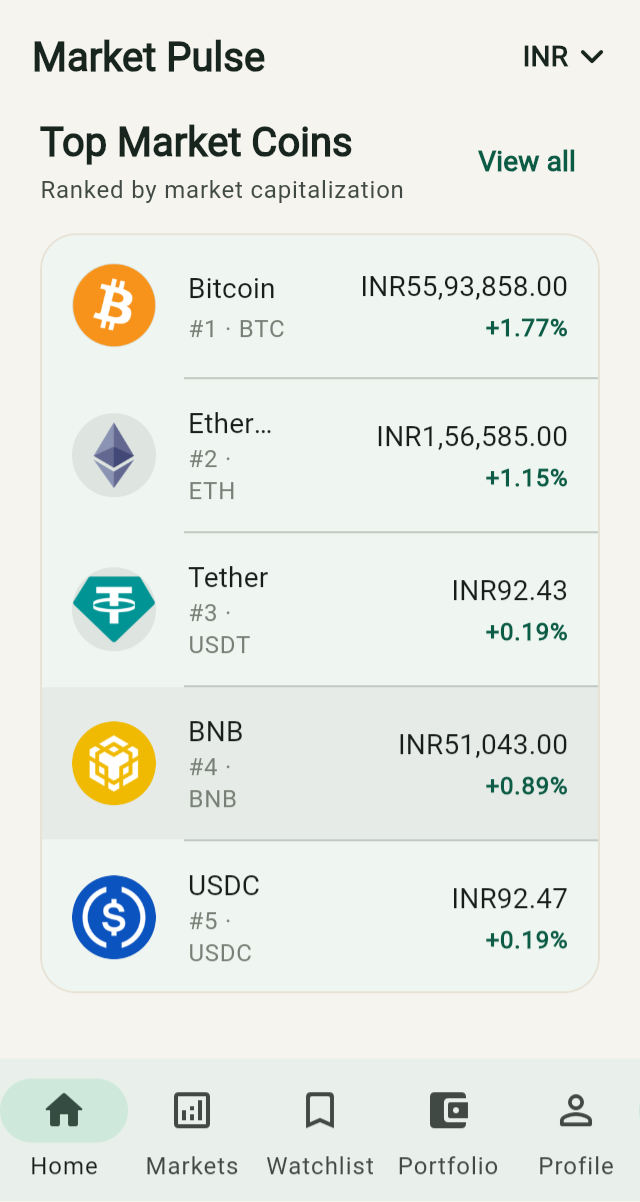 Market Pulse
INR
Top Market Coins
View all
Ranked by market capitalization
Bitcoin
INR55,93,858.00
#1 · BTC
+1.77%
Ether...
INR1,56,585.00
#2 ·
ETH
+1.15%
Tether
INR92.43
#3 ·
USDT
+0.19%
BNB
INR51,043.00
#4 ·
BNB
+0.89%
USDC
INR92.47
#5 ·
USDC
+0.19%
Home
Markets
Watchlist
Portfolio
Profile